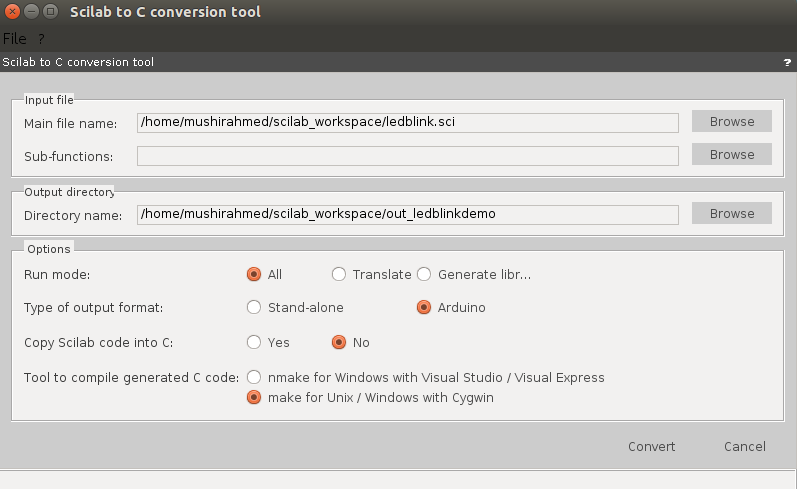 Scilab to C conversion tool
File ?
Scilab to C conversion tool ?
Input file
Main file name: /home/mushirahmed/scilab_workspace/ledblink.sci Browse
Sub-functions: Browse
Output directory
Directory name: /home/mushirahmed/scilab_workspace/out_ledblinkdemo Browse
Options
Run mode: All Translate Generate libr...
Type of output format: Stand-alone Arduino
Copy Scilab code into C: Yes No
Tool to compile generated C code: nmake for Windows with Visual Studio / Visual Express
make for Unix / Windows with Cygwin
Convert Cancel